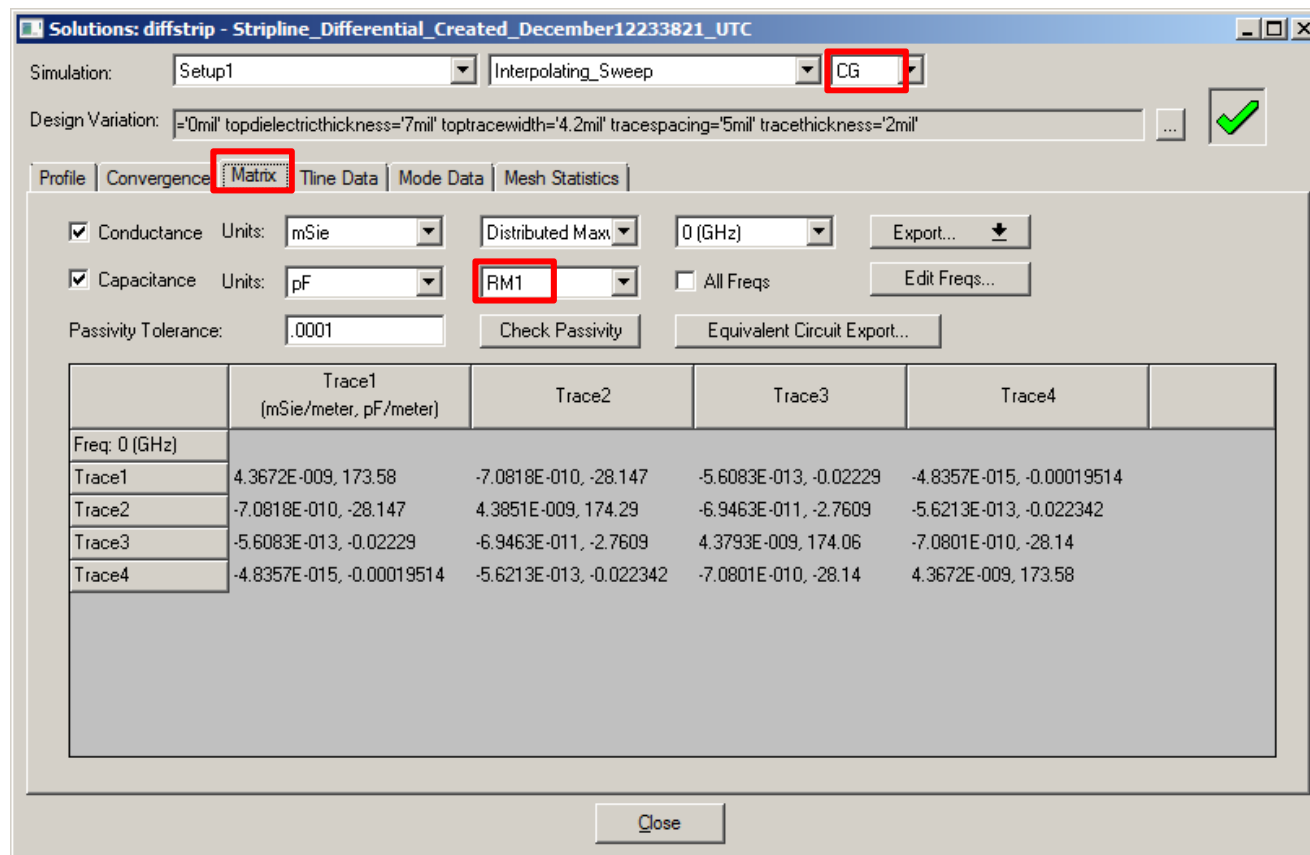 Solutions: diffstrip - Stripline_Differential_Created_December12233821_UTC
Simulation: Setup1 Interpolating_Sweep CG
Design Variation: ='0mil' topdielectricthickness='7mil' toptracewidth='4.2mil' tracespacing='5mil' tracethickness='2mil' ...
Profile Convergence Matrix Tline Data Mode Data Mesh Statistics
Conductance Units: mSie Distributed Maxw 0 (GHz) Export...
Capacitance Units: pF RM1 All Freqs Edit Freqs...
Passivity Tolerance: .0001 Check Passivity Equivalent Circuit Export...
Trace1 Trace2 Trace3 Trace4
(mSie/meter, pF/meter)
Freq: 0 (GHz)
Trace1 4.3672E-009, 173.58 -7.0818E-010, -28.147 -5.6083E-013, -0.02229 -4.8357E-015, -0.00019514
Trace2 -7.0818E-010, -28.147 4.3851E-009, 174.29 -6.9463E-011, -2.7609 -5.6213E-013, -0.022342
Trace3 -5.6083E-013, -0.02229 -6.9463E-011, -2.7609 4.3793E-009, 174.06 -7.0801E-010, -28.14
Trace4 -4.8357E-015, -0.00019514 -5.6213E-013, -0.022342 -7.0801E-010, -28.14 4.3672E-009, 173.58
Close